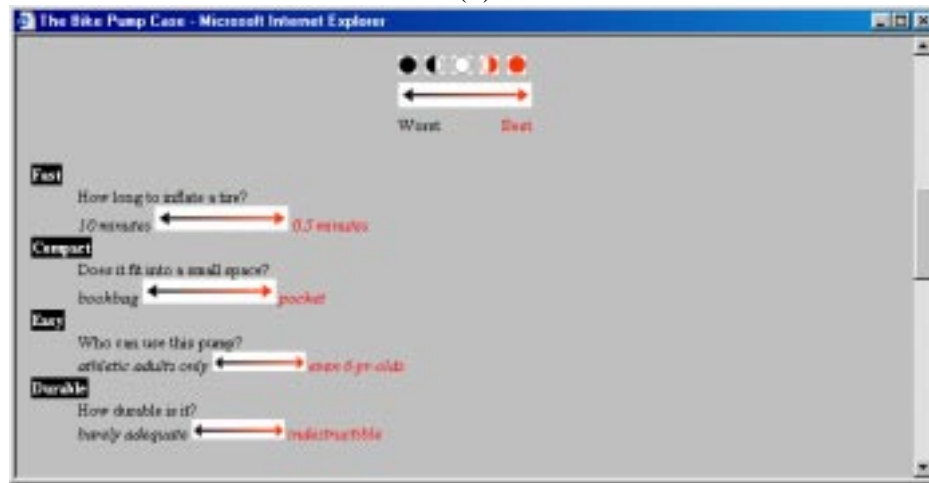 The Bike Pump Case - Microsoft Internet Explorer
Worst Best
Fast
How long to inflate a tire?
10 minutes 0.5 minutes
Compact
Does it fit into a small space?
bookbag pocket
Easy
Who can use this pump?
athletic adults only even 6 yr-olds
Durable
How durable is it?
barely adequate indestructible